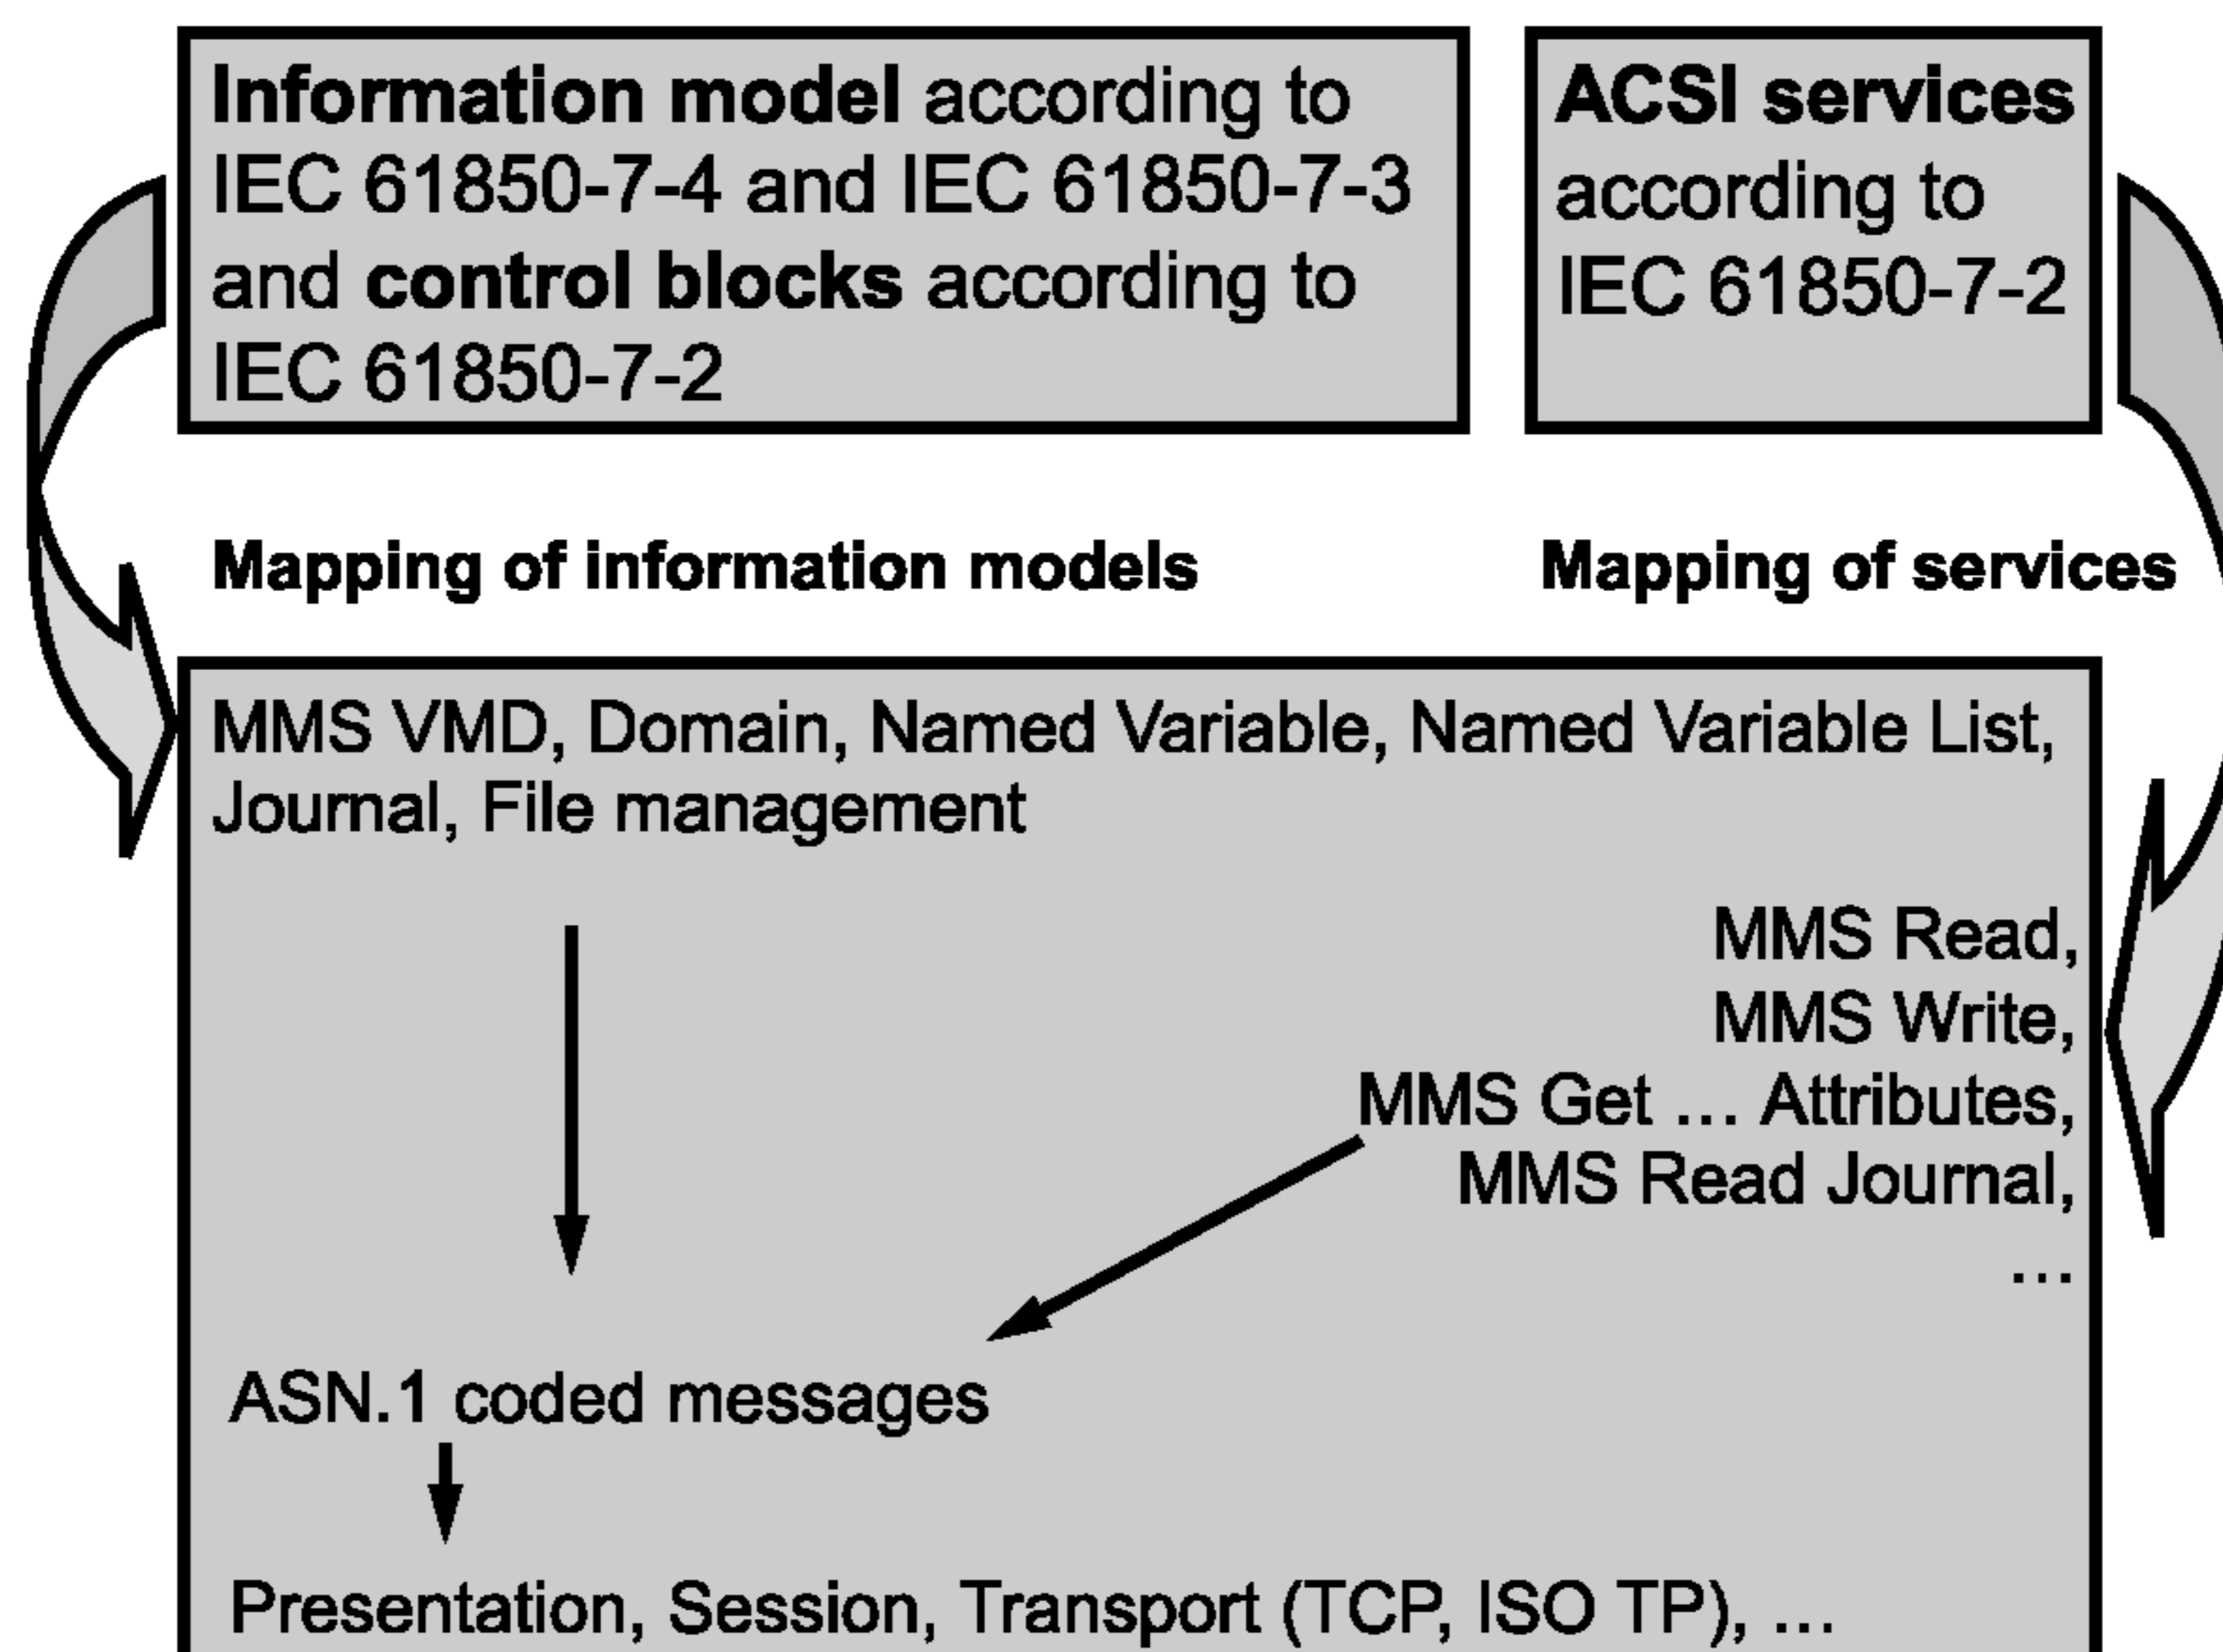 Information model according to
IEC 61850-7-4 and IEC 61850-7-3
and control blocks according to
IEC 61850-7-2
ACSI services
according to
IEC 61850-7-2
Mapping of information models
Mapping of services
MMS VMD, Domain, Named Variable, Named Variable List,
Journal, File management
MMS Read,
MMS Write,
MMS Get ... Attributes,
MMS Read Journal,
...
ASN.1 coded messages
Presentation, Session, Transport (TCP, ISO TP), ...